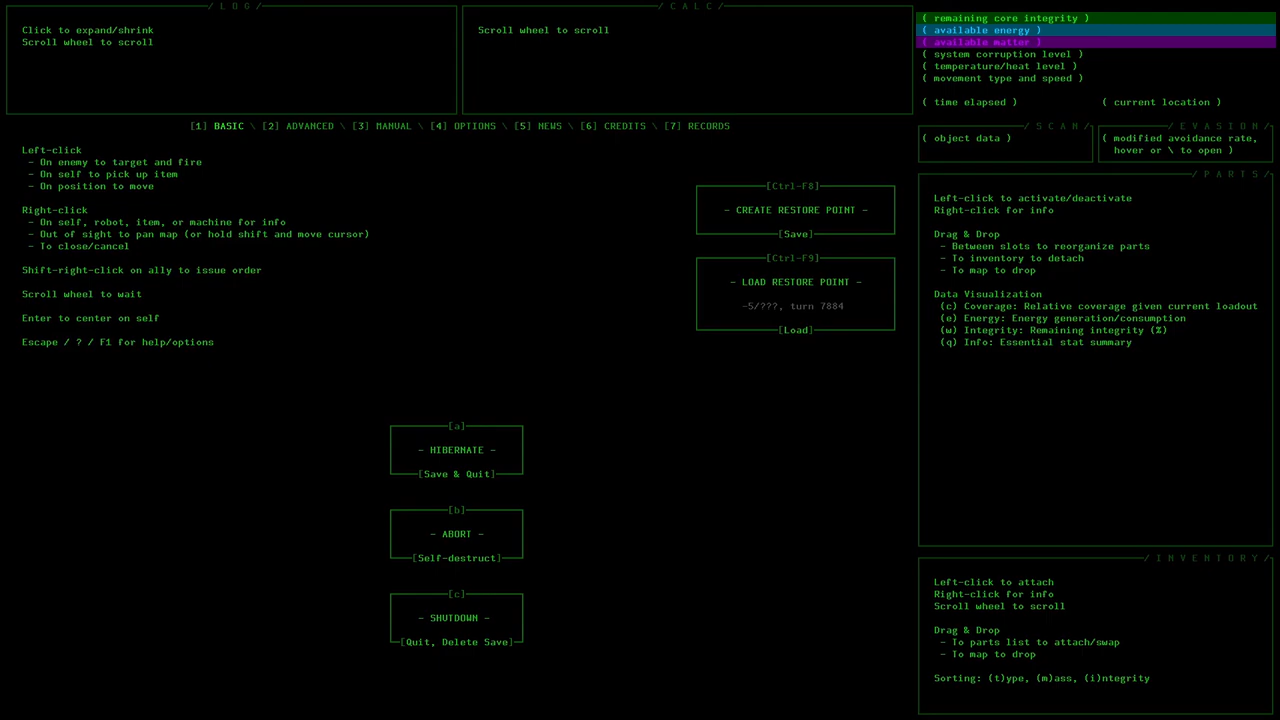 / L O G /
Click to expand/shrink
Scroll wheel to scroll
/ C A L C /
Scroll wheel to scroll
( remaining core integrity )
( available energy )
( available matter )
( system corruption level )
( temperature/heat level )
( movement type and speed )
( time elapsed )
( current location )
/ S C A N /
( object data )
/ E V A S I O N /
( modified avoidance rate,
hover or \ to open )
[1] BASIC \ [2] ADVANCED \ [3] MANUAL \ [4] OPTIONS \ [5] NEWS \ [6] CREDITS \ [7] RECORDS
Left-click
- On enemy to target and fire
- On self to pick up item
- On position to move
Right-click
- On self, robot, item, or machine for info
- Out of sight to pan map (or hold shift and move cursor)
- To close/cancel
Shift-right-click on ally to issue order
Scroll wheel to wait
Enter to center on self
Escape / ? / F1 for help/options
[Ctrl-F8]
- CREATE RESTORE POINT -
[Save]
[Ctrl-F9]
- LOAD RESTORE POINT -
-5/???, turn 7884
[Load]
[a]
- HIBERNATE -
[Save & Quit]
[b]
- ABORT -
[Self-destruct]
[c]
- SHUTDOWN -
[Quit, Delete Save]
/ P A R T S /
Left-click to activate/deactivate
Right-click for info
Drag & Drop
- Between slots to reorganize parts
- To inventory to detach
- To map to drop
Data Visualization
(c) Coverage: Relative coverage given current loadout
(e) Energy: Energy generation/consumption
(w) Integrity: Remaining integrity (%)
(q) Info: Essential stat summary
/ I N V E N T O R Y /
Left-click to attach
Right-click for info
Scroll wheel to scroll
Drag & Drop
- To parts list to attach/swap
- To map to drop
Sorting: (t)ype, (m)ass, (i)ntegrity